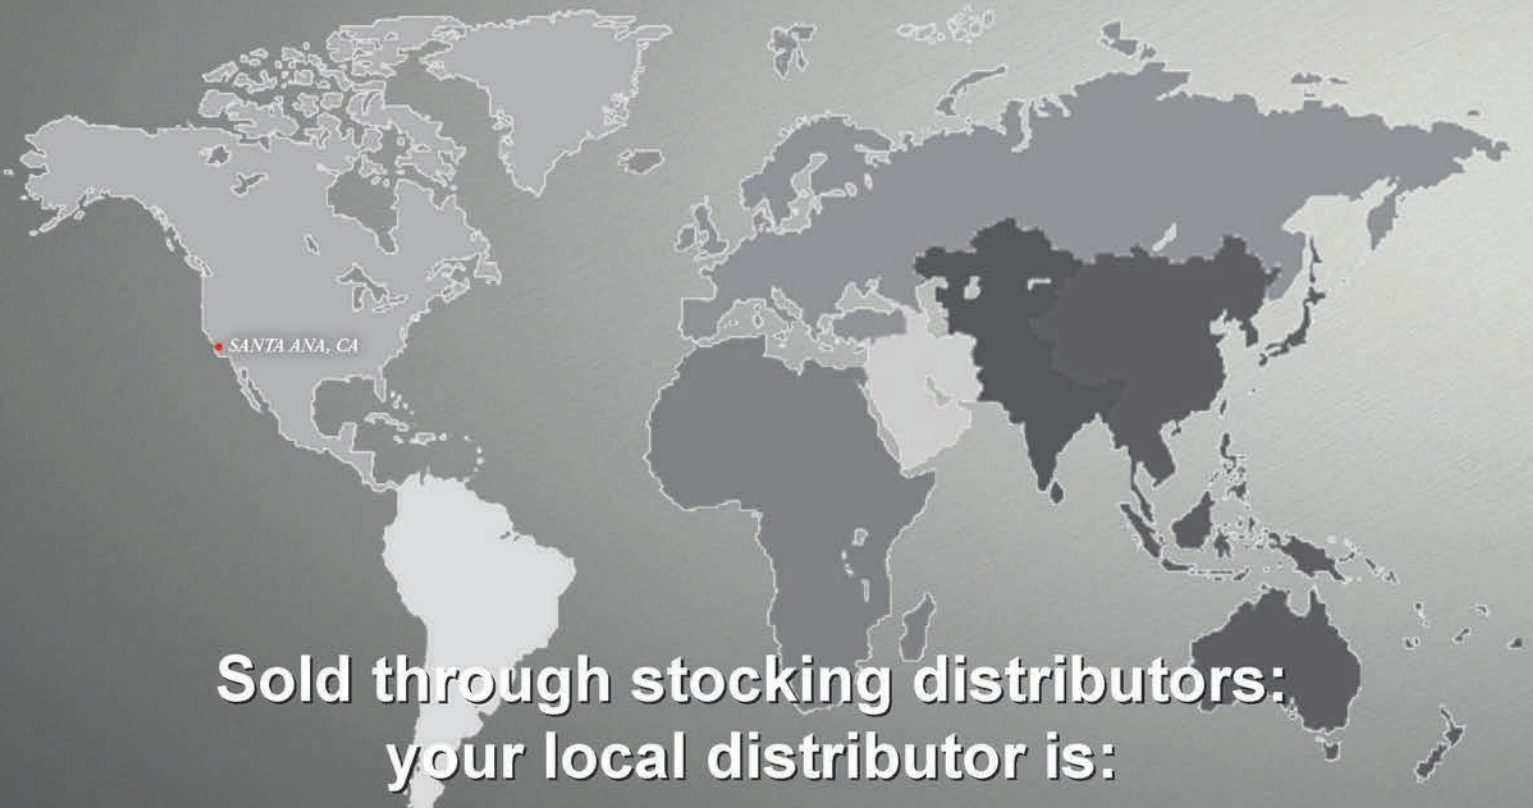 SANTA ANA, CA
Sold through stocking distributors:
your local distributor is: